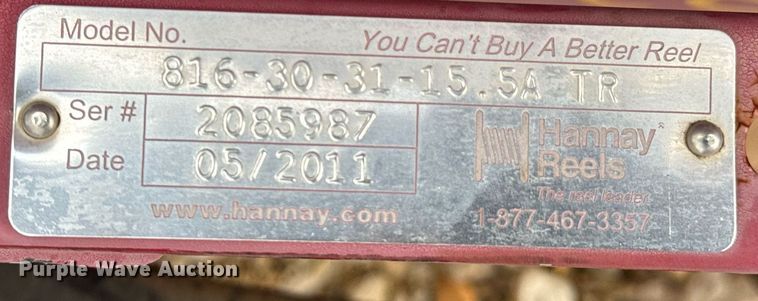 Model No.
You Can't Buy A Better Reel
816-30-31-15.5A TR
Ser # 2085987
Date 05/2011
Hannay®
Reels
The reel leader.
www.hannay.com
1-877-467-3357
Purple Wave Auction